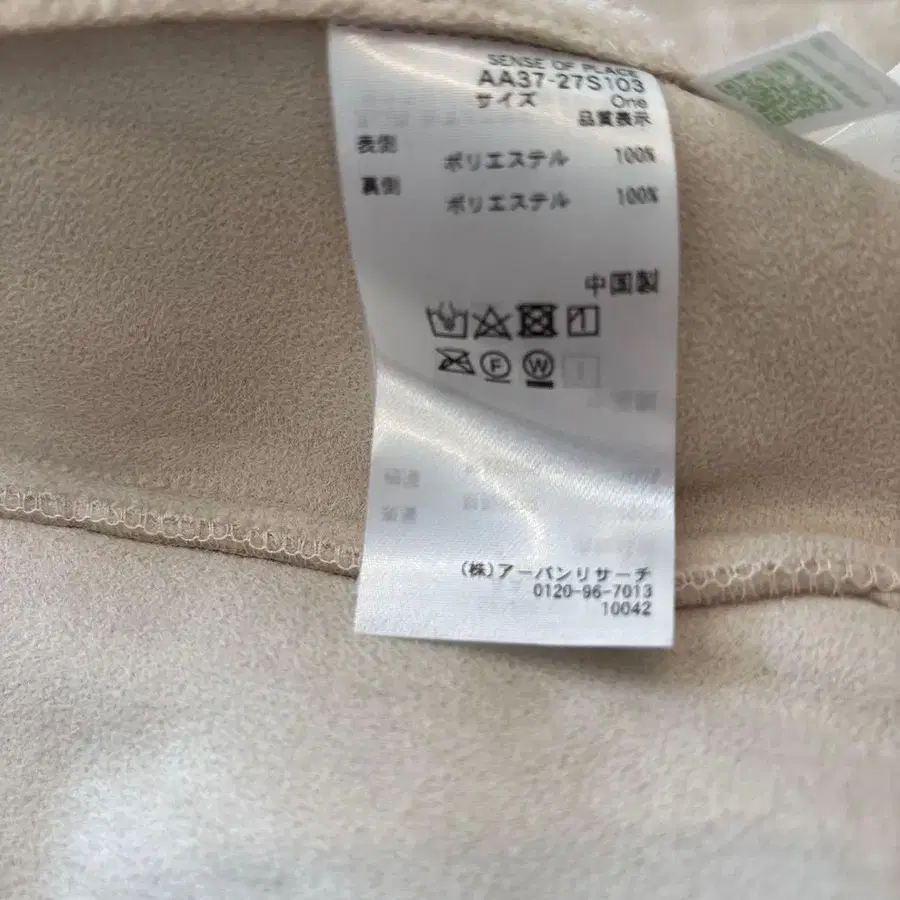 SENSE OF PLACE
AA37-27S103
サイズ One
品質表示
表側 ポリエステル 100%
裏側 ポリエステル 100%
中国製
F W
(株)アーバンリサーチ
0120-96-7013
10042